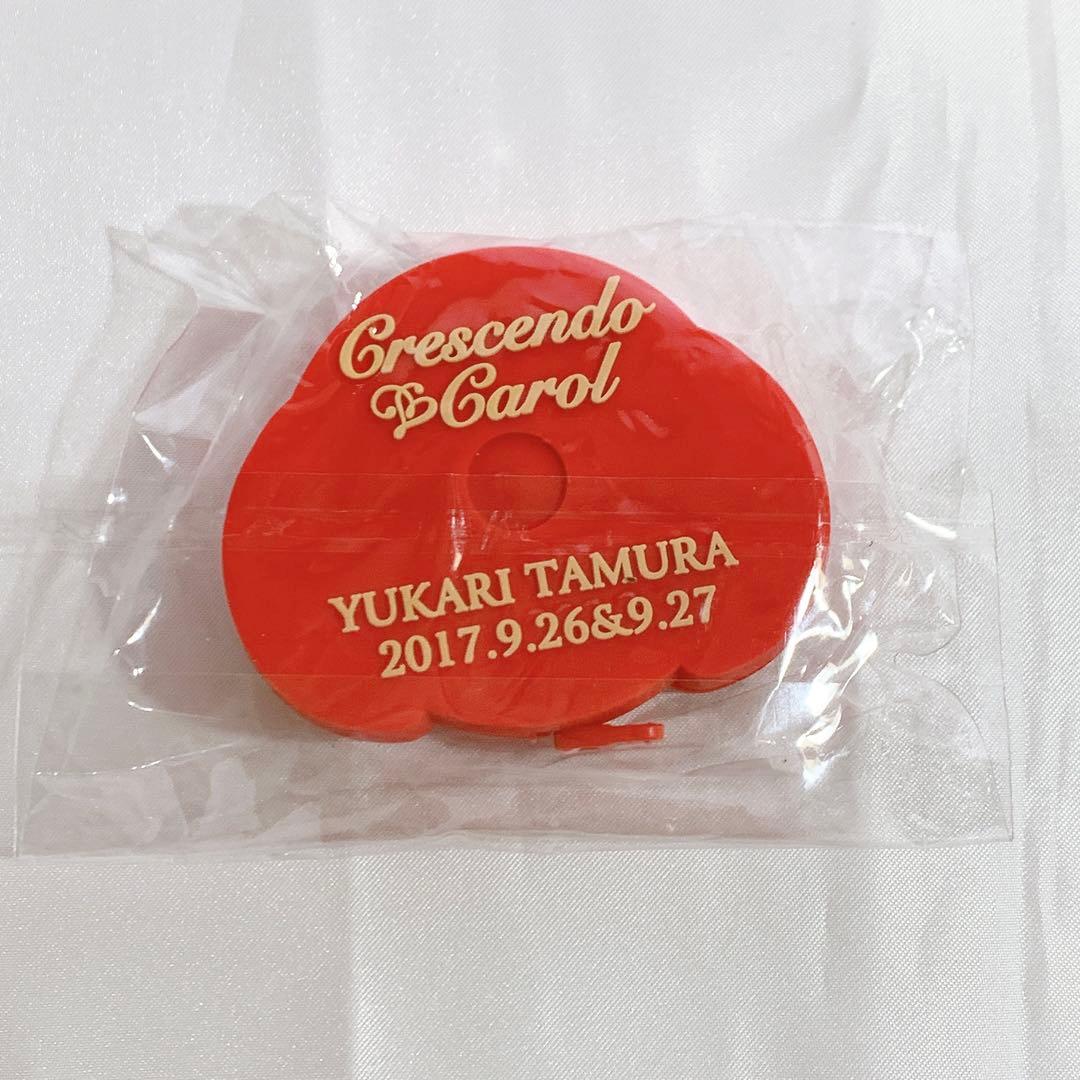 Crescendo
Carol
YUKARI TAMURA
2017.9.26&9.27